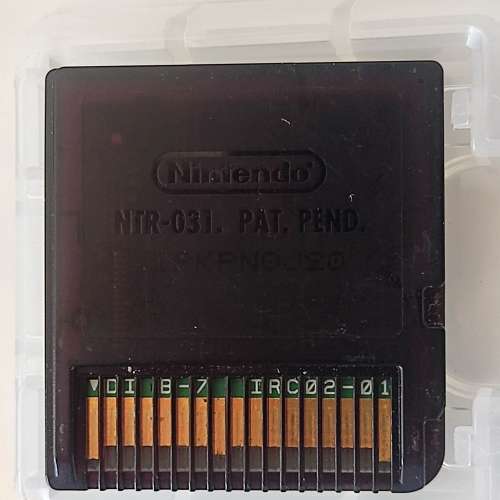 Nintendo
NTR-031. PAT. PEND.
DI B-7 IRC02-01